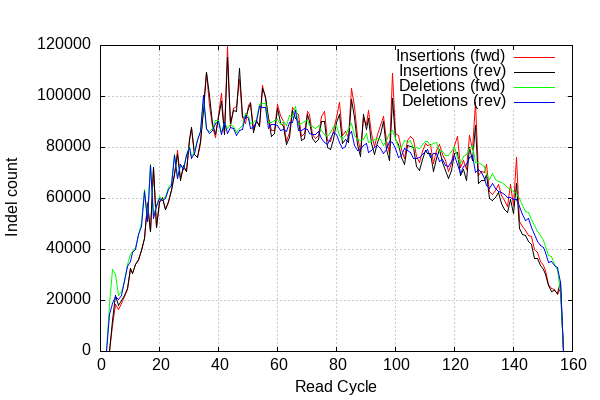 120000
100000
80000
60000
40000
20000
0
Indel count
Insertions (fwd)
Insertions (rev)
Deletions (fwd)
Deletions (rev)
0 20 40 60 80 100 120 140 160
Read Cycle